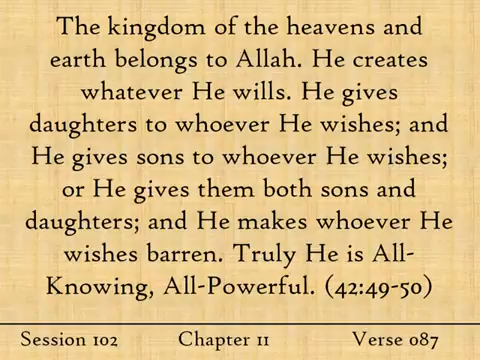 The kingdom of the heavens and
earth belongs to Allah. He creates
whatever He wills. He gives
daughters to whoever He wishes; and
He gives sons to whoever He wishes;
or He gives them both sons and
daughters; and He makes whoever He
wishes barren. Truly He is All-
Knowing, All-Powerful. (42:49-50)
Session 102 Chapter 11 Verse 087